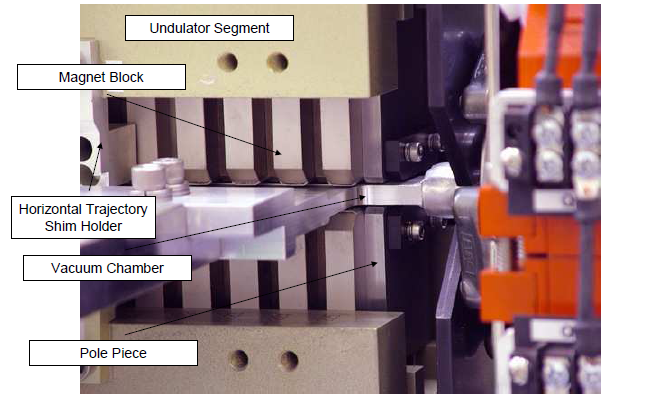 Undulator Segment
Magnet Block
Horizontal Trajectory
Shim Holder
Vacuum Chamber
Pole Piece